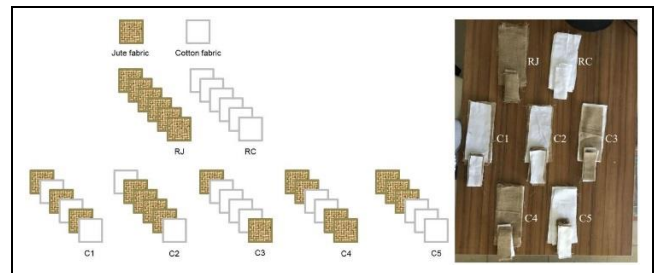 Jute fabric Cotton fabric
RJ RC
C1 C2 C3 C4 C5
RJ RC
C1 C2 C3
C4 C5